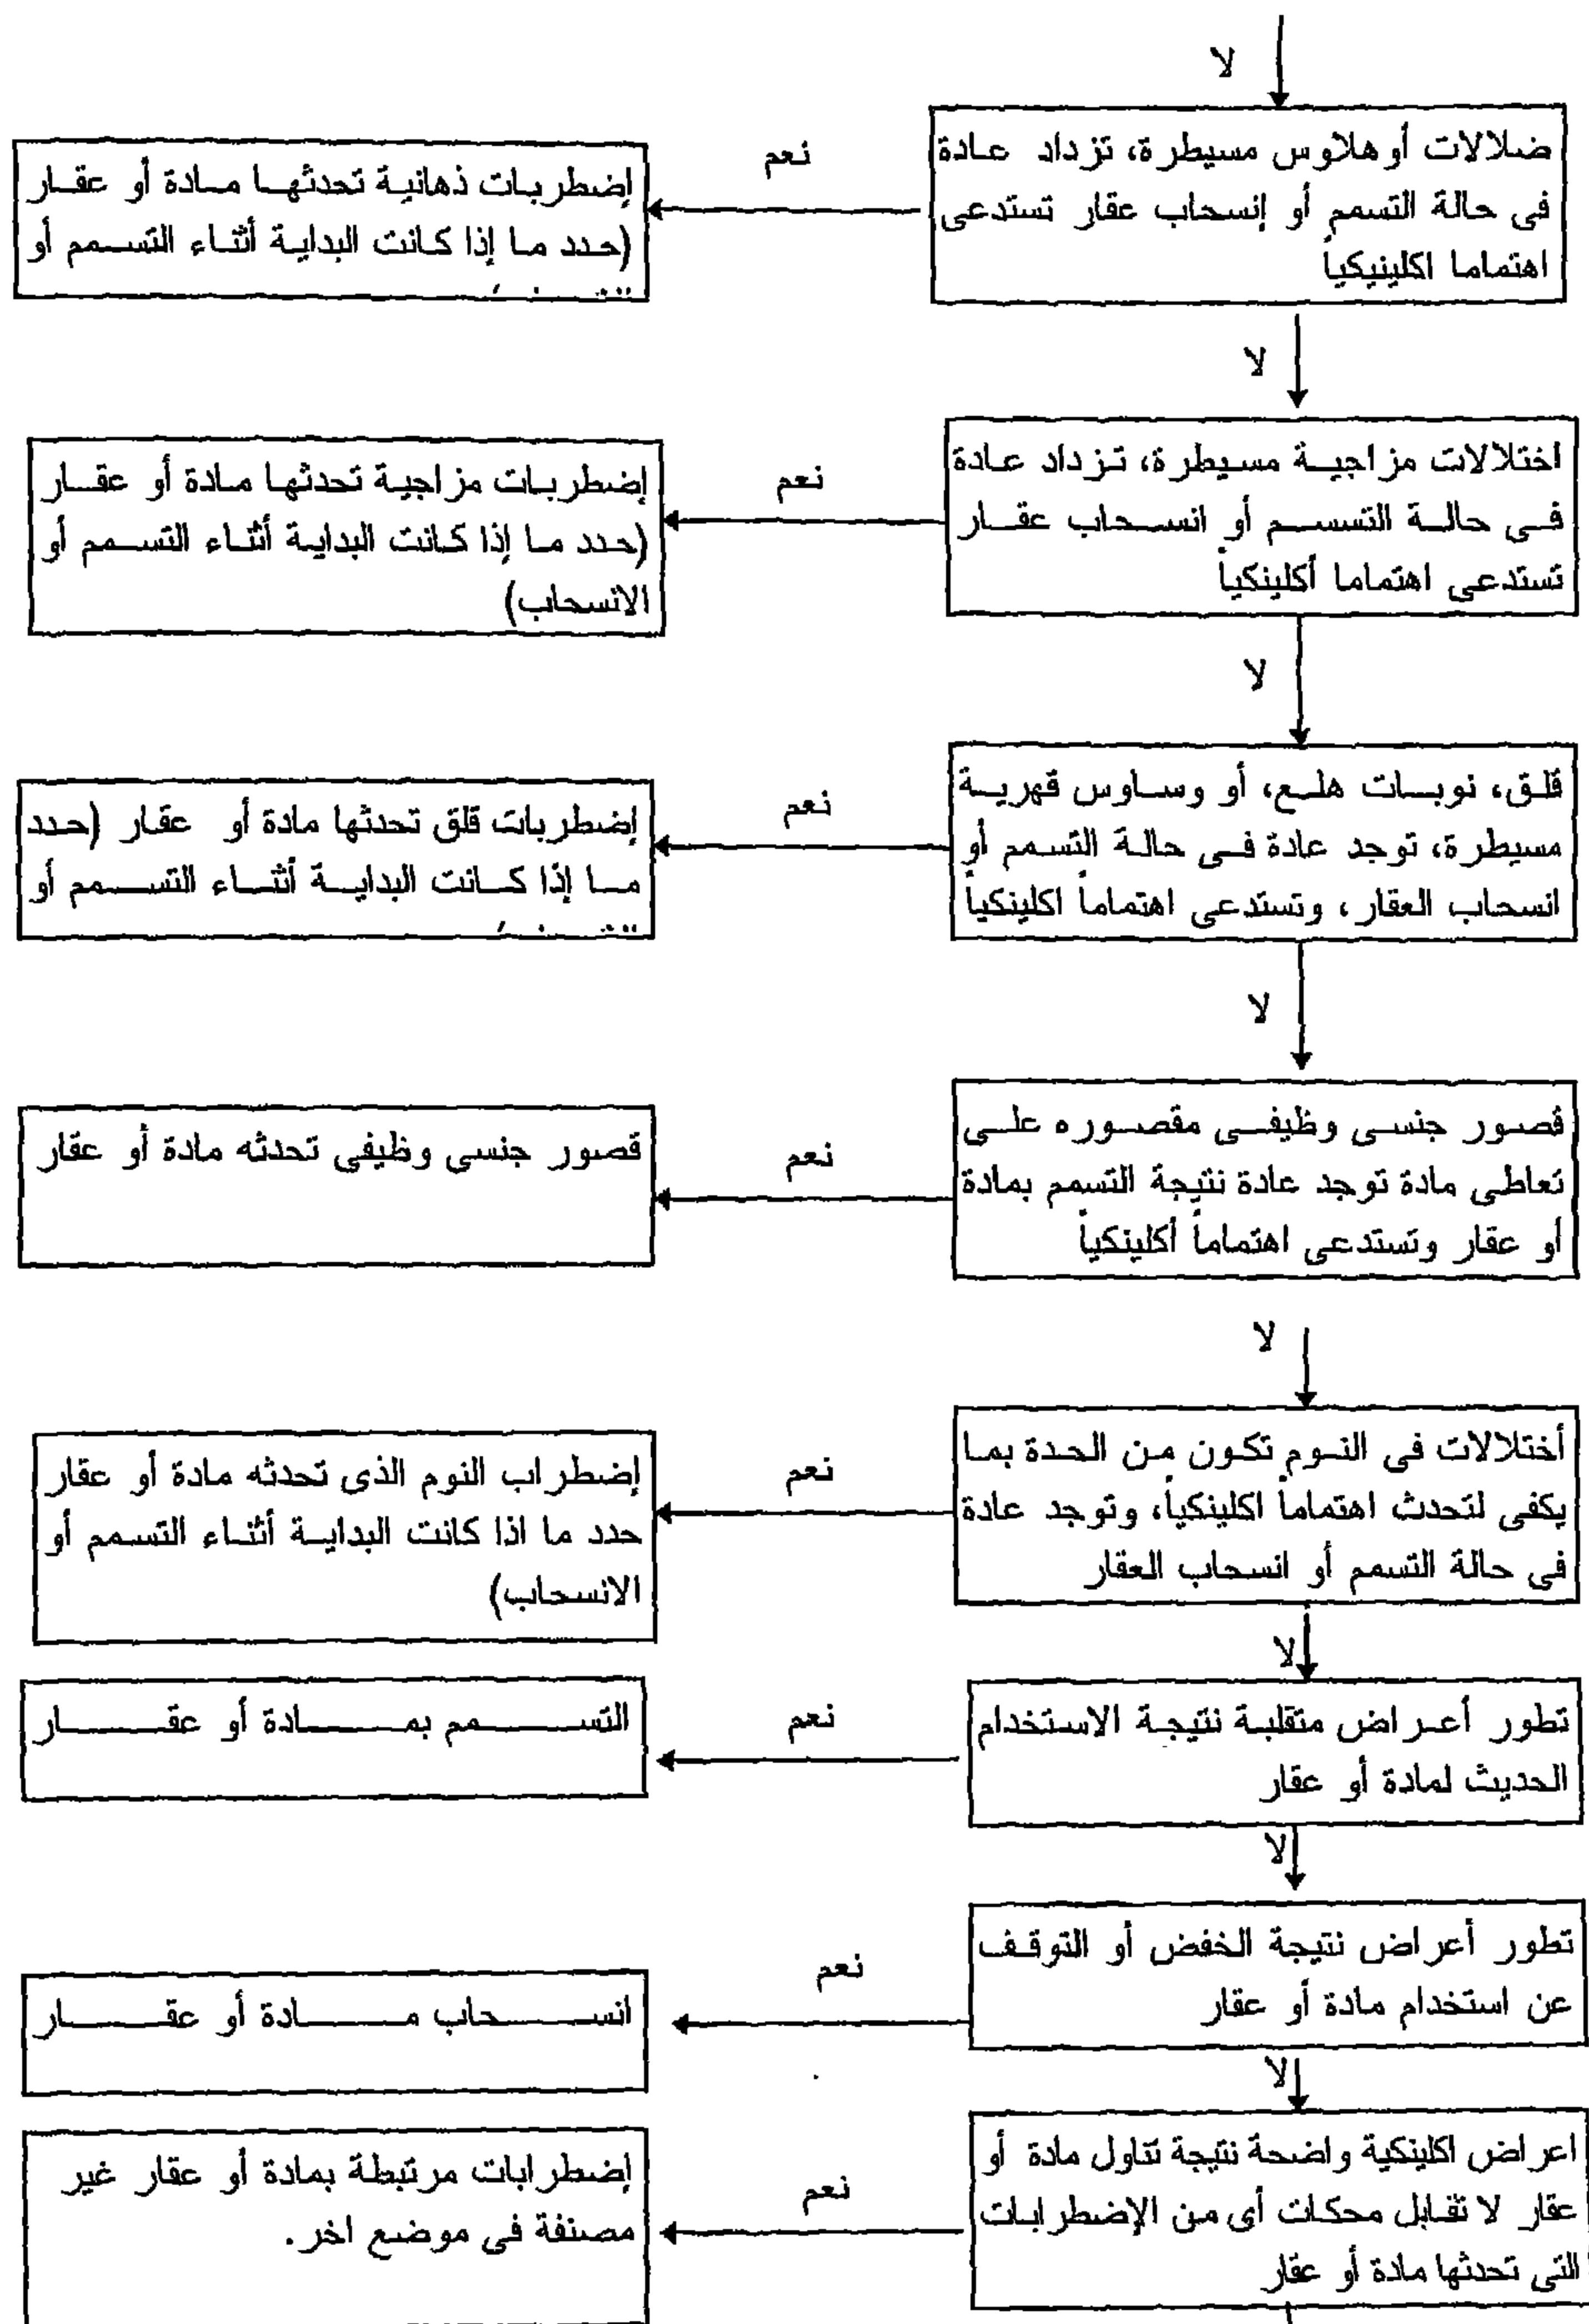 لا
ضلالات أو هلاوس مسيطرة، تزداد عادة
فى حالة التسمم أو إنسحاب عقار تستدعى
اهتماما اكلينيكياً
نعم
إضطربات ذهانية تحدثها مادة أو عقار
(حدد ما إذا كانت البداية أثناء التسمم أو
لا
اختلالات مزاجية مسيطرة، تزداد عادة
فى حالة التسسم أو انسحاب عقار
تستدعى اهتماما أكلينكياً
نعم
إضطربات مزاجية تحدثها مادة أو عقار
(حدد ما إذا كانت البداية أثناء التسمم أو
الانسحاب)
لا
قلق، نوبات هلع، أو وساوس قهرية
مسيطرة، توجد عادة فى حالة التسمم أو
انسحاب العقار، وتستدعى اهتماماً اكلينكياً
نعم
إضطربات قلق تحدثها مادة أو عقار (حدد
ما إذا كانت البداية أثناء التسمم أو
لا
قصور جنسى وظيفى مقصوره على
تعاطى مادة توجد عادة نتيجة التسمم بمادة
أو عقار وتستدعى اهتماماً أكلينكياً
نعم
قصور جنسى وظيفى تحدثه مادة أو عقار
لا
أختلالات فى النوم تكون من الحدة بما
يكفى لتحدث اهتماماً اكلينكياً، وتوجد عادة
فى حالة التسمم أو انسحاب العقار
نعم
إضطراب النوم الذى تحدثه مادة أو عقار
حدد ما اذا كانت البداية أثناء التسمم أو
الانسحاب)
لا
تطور أعراض متقلبة نتيجة الاستخدام
الحديث لمادة أو عقار
نعم
التسمم بمادة أو عقار
لا
تطور أعراض نتيجة الخفض أو التوقف
عن استخدام مادة أو عقار
نعم
انسحاب مادة أو عقار
لا
اعراض اكلينكية واضحة نتيجة تناول مادة أو
عقار لا تقابل محكات أى من الإضطرابات
التى تحدثها مادة أو عقار
نعم
إضطرابات مرتبطة بمادة أو عقار غير
مصنفة فى موضع اخر.